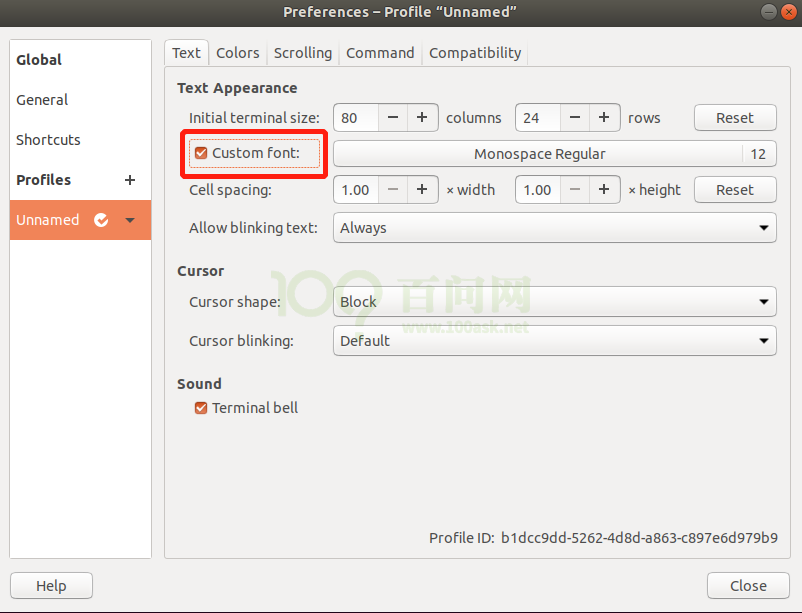 Preferences – Profile “Unnamed”
Global
General
Shortcuts
Profiles
Unnamed
Text Colors Scrolling Command Compatibility
Text Appearance
Initial terminal size: 80 − + columns 24 − + rows Reset
Custom font: Monospace Regular 12
Cell spacing: 1.00 − + × width 1.00 − + × height Reset
Allow blinking text: Always
Cursor
100 百问网
Cursor shape: Block
www.100ask.net
Cursor blinking: Default
Sound
Terminal bell
Profile ID: b1dcc9dd-5262-4d8d-a863-c897e6d979b9
Help Close